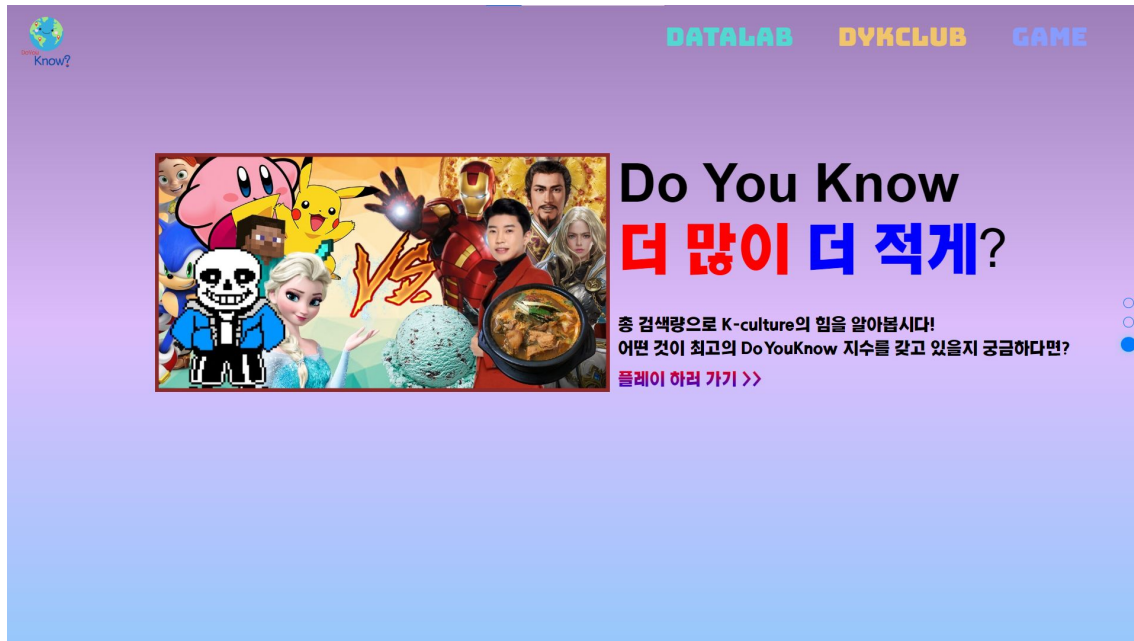 DoYou
Know?
DATALAB
DYKCLUB
GAME
VS.
Do You Know
더 많이 더 적게?
총 검색량으로 K-culture의 힘을 알아봅시다!
어떤 것이 최고의 DoYouKnow 지수를 갖고 있을지 궁금하다면?
플레이 하러 가기 >>